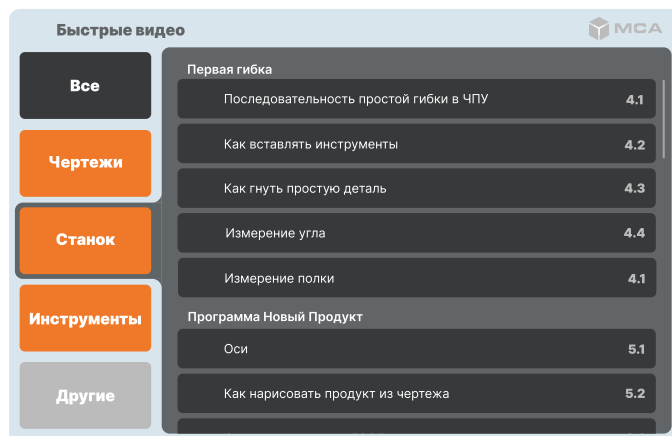 Быстрые видео
MCA
Все
Чертежи
Станок
Инструменты
Другие
Первая гибка
Последовательность простой гибки в ЧПУ 4.1
Как вставлять инструменты 4.2
Как гнуть простую деталь 4.3
Измерение угла 4.4
Измерение полки 4.1
Программа Новый Продукт
Оси 5.1
Как нарисовать продукт из чертежа 5.2